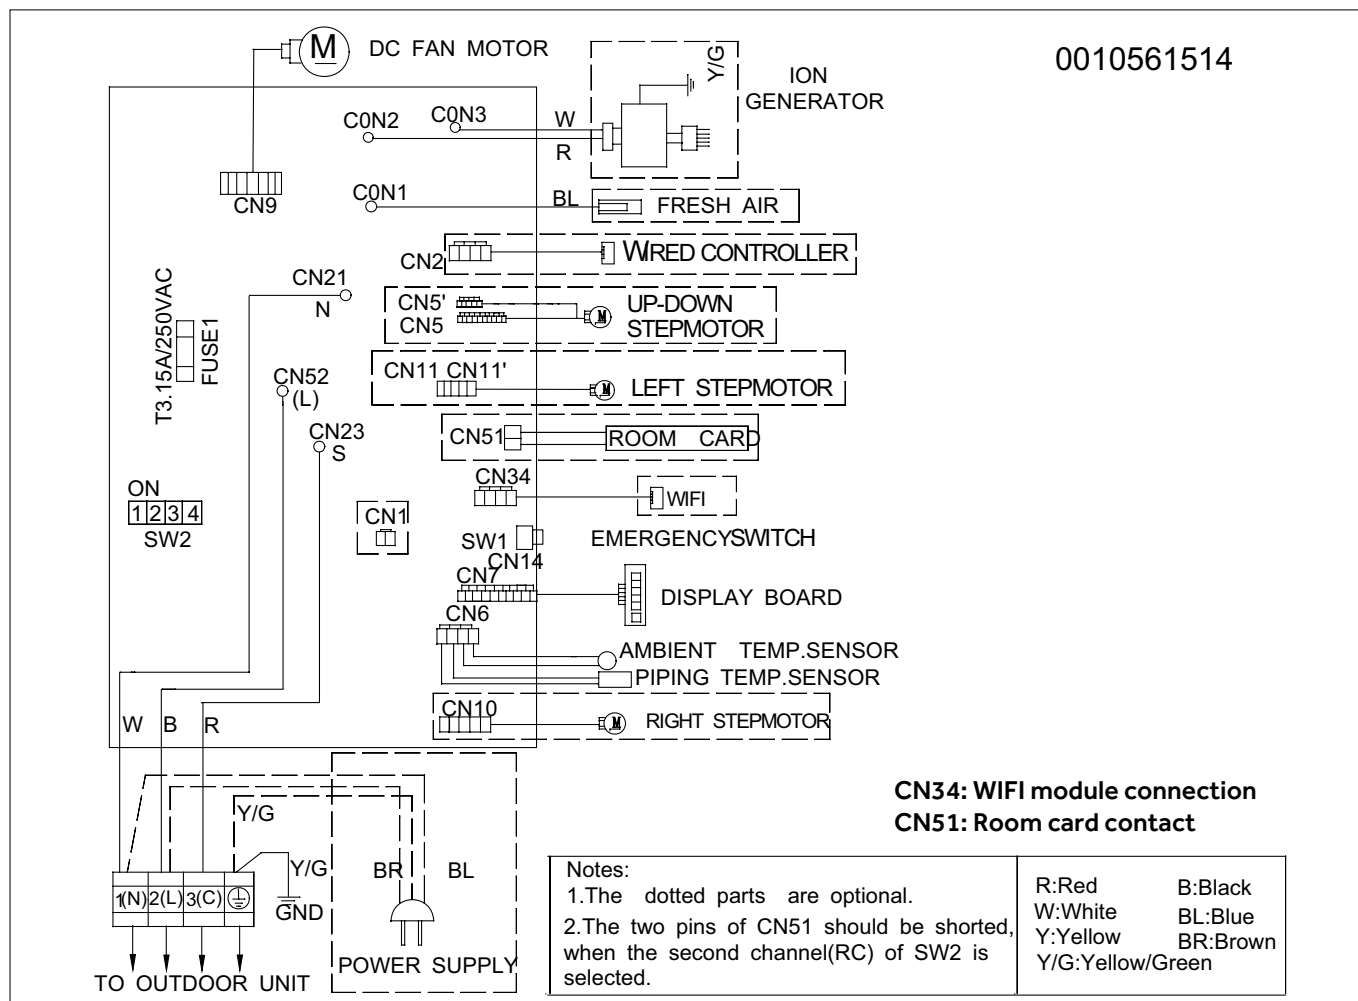 M DC FAN MOTOR
0010561514
Y/G
ION
GENERATOR
C0N2
C0N3
W
R
CN9
C0N1
BL
FRESH AIR
CN2
WIRED CONTROLLER
CN21
N
CN5'
CN5
M
UP-DOWN
STEPMOTOR
T3.15A/250VAC
FUSE1
CN52
(L)
CN11 CN11'
M
LEFT STEPMOTOR
CN23
S
CN51
ROOM CARD
CN34
WIFI
ON
1 2 3 4
SW2
CN1
SW1
EMERGENCYSWITCH
CN14
CN7
DISPLAY BOARD
CN6
AMBIENT TEMP.SENSOR
PIPING TEMP.SENSOR
CN10
M
RIGHT STEPMOTOR
W B R
Y/G
Y/G
BR
BL
1(N) 2(L) 3(C)
GND
TO OUTDOOR UNIT
POWER SUPPLY
CN34: WIFI module connection
CN51: Room card contact
Notes:
1.The dotted parts are optional.
2.The two pins of CN51 should be shorted,
when the second channel(RC) of SW2 is
selected.
R:Red B:Black
W:White BL:Blue
Y:Yellow BR:Brown
Y/G:Yellow/Green